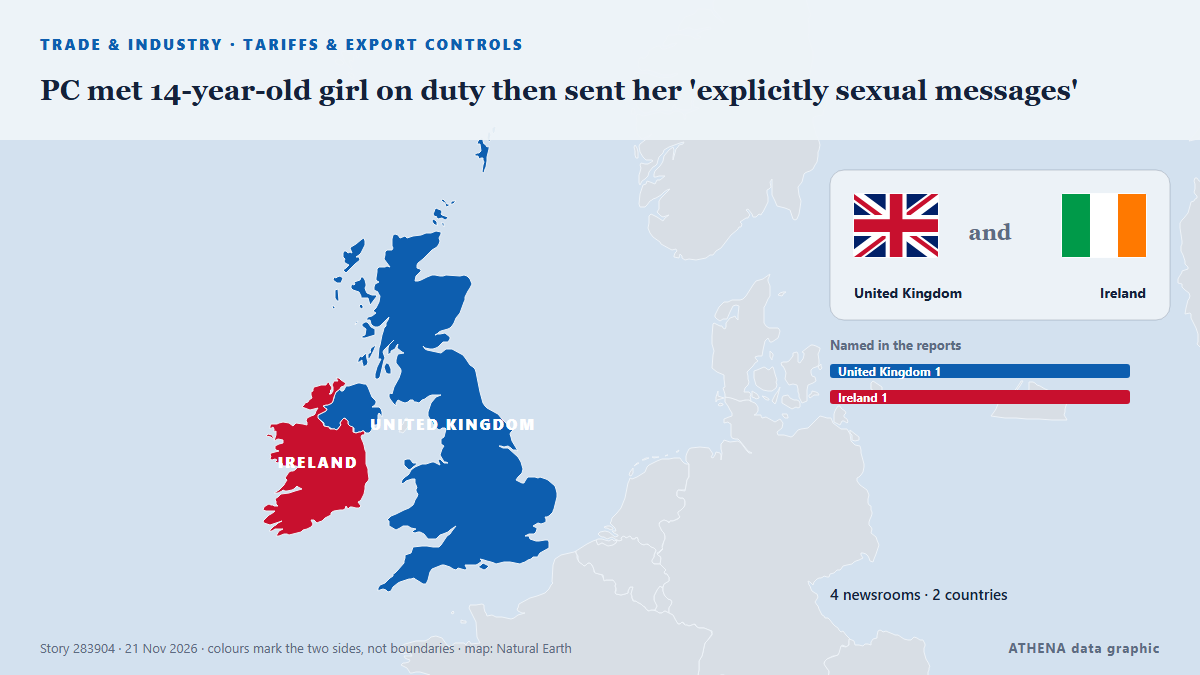 TRADE & INDUSTRY · TARIFFS & EXPORT CONTROLS
PC met 14-year-old girl on duty then sent her 'explicitly sexual messages'
and
United Kingdom
Ireland
Named in the reports
United Kingdom 1
Ireland 1
UNITED KINGDOM
IRELAND
4 newsrooms · 2 countries
Story 283904 · 21 Nov 2026 · colours mark the two sides, not boundaries · map: Natural Earth
ATHENA data graphic